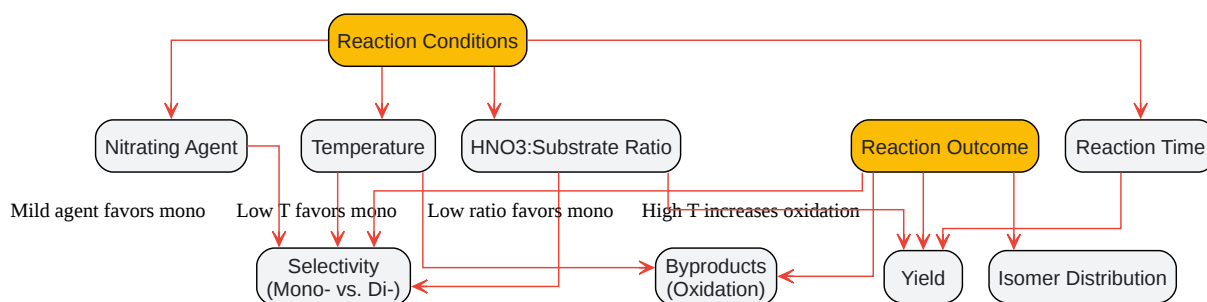 Reaction Conditions
Nitrating Agent
Temperature
HNO3:Substrate Ratio
Reaction Outcome
Reaction Time
Mild agent favors mono
Low T favors mono
Low ratio favors mono
High T increases oxidation
Selectivity
(Mono- vs. Di-)
Byproducts
(Oxidation)
Yield
Isomer Distribution